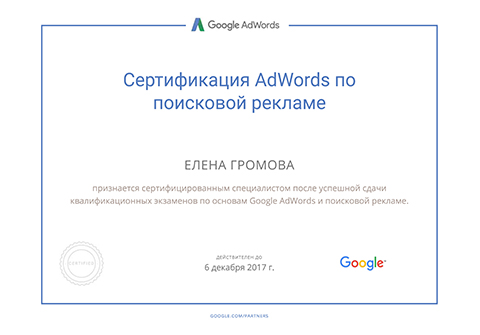 Google AdWords
Сертификация AdWords по
поисковой рекламе
ЕЛЕНА ГРОМОВА
признается сертифицированным специалистом после успешной сдачи
квалификационных экзаменов по основам Google AdWords и поисковой рекламе.
CERTIFIED
ДЕЙСТВИТЕЛЕН ДО
6 декабря 2017 г.
Google
GOOGLE.COM/PARTNERS